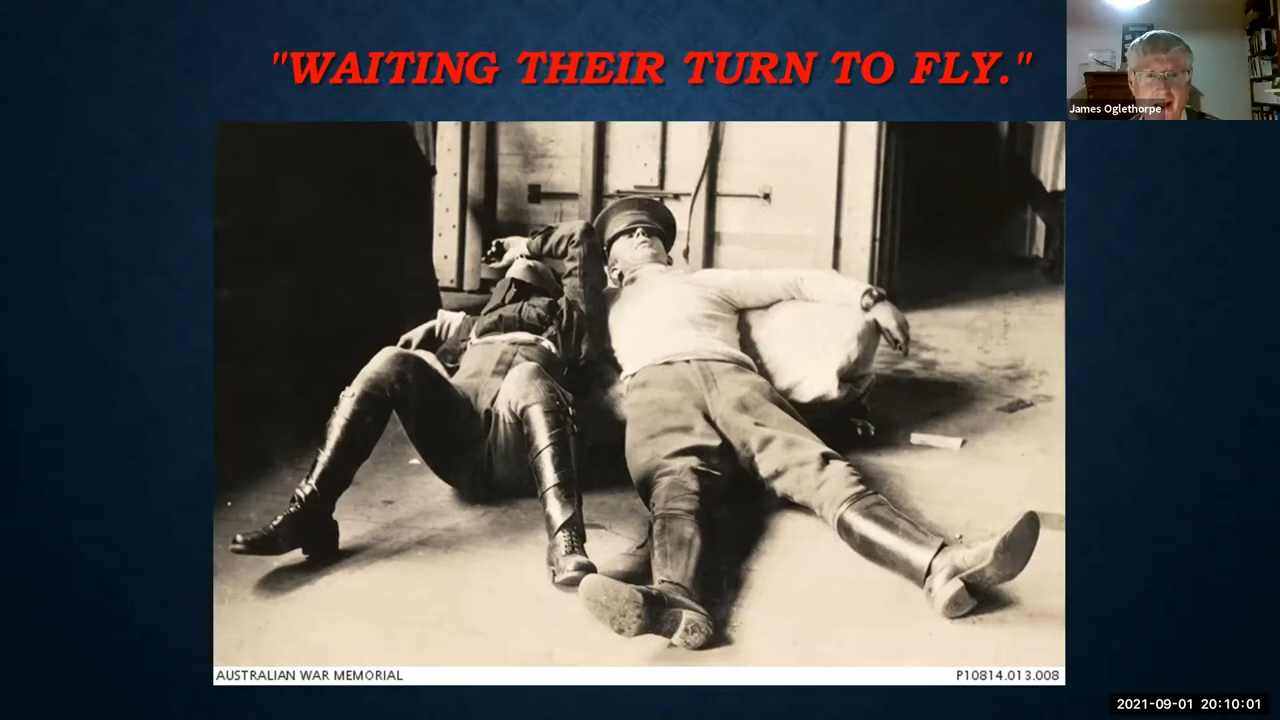 "WAITING THEIR TURN TO FLY."
James Oglethorpe
AUSTRALIAN WAR MEMORIAL
P10814.013.008
2021-09-01 20:10:01